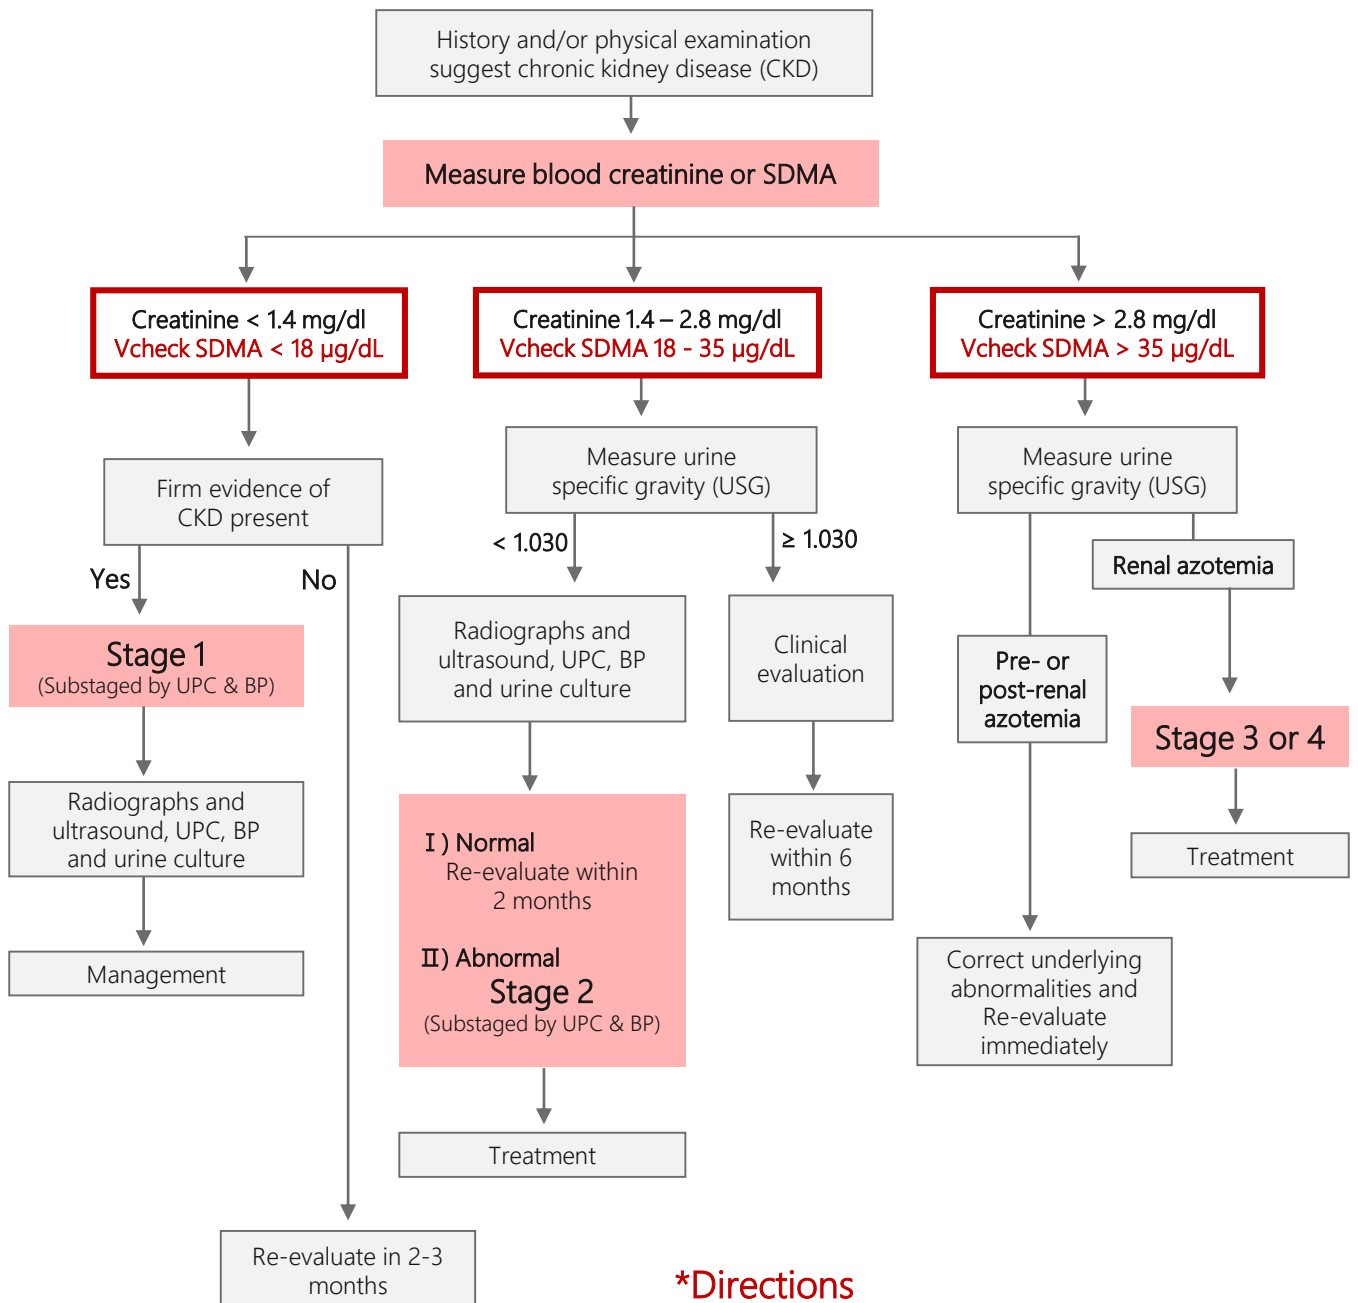 History and/or physical examination
suggest chronic kidney disease (CKD)
Measure blood creatinine or SDMA
Creatinine < 1.4 mg/dl
Vcheck SDMA < 18 µg/dL
Creatinine 1.4 – 2.8 mg/dl
Vcheck SDMA 18 - 35 µg/dL
Creatinine > 2.8 mg/dl
Vcheck SDMA > 35 µg/dL
Firm evidence of
CKD present
Yes
No
Stage 1
(Substaged by UPC & BP)
Radiographs and
ultrasound, UPC, BP
and urine culture
Management
Re-evaluate in 2-3
months
Measure urine
specific gravity (USG)
< 1.030
≥ 1.030
Radiographs and
ultrasound, UPC, BP
and urine culture
Ⅰ) Normal
Re-evaluate within
2 months
Ⅱ) Abnormal
Stage 2
(Substaged by UPC & BP)
Treatment
Clinical
evaluation
Re-evaluate
within 6
months
Measure urine
specific gravity (USG)
Pre- or
post-renal
azotemia
Correct underlying
abnormalities and
Re-evaluate
immediately
Renal azotemia
Stage 3 or 4
Treatment
*Directions